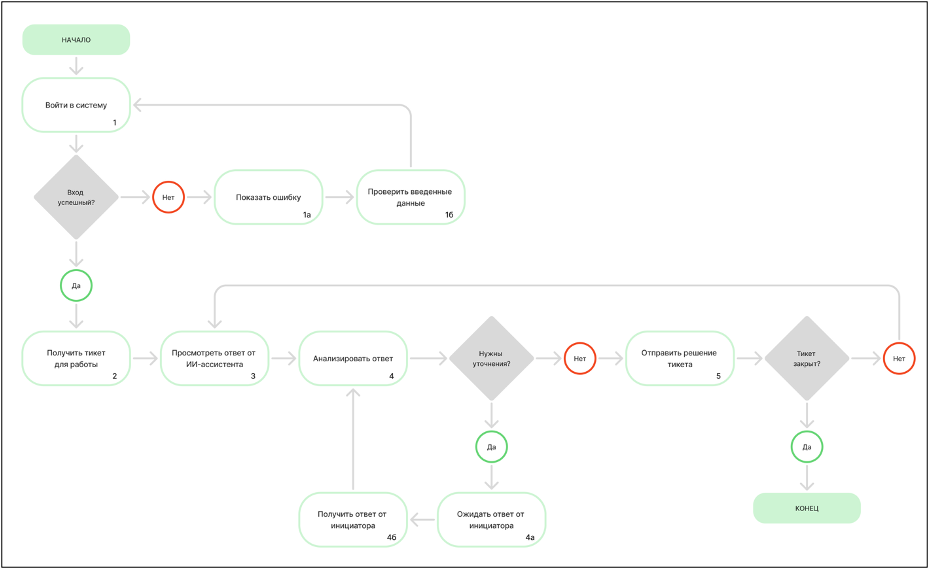 НАЧАЛО
Войти в систему
1
Вход
успешный?
Нет
Показать ошибку
1а
Проверить введенные
данные
1б
Да
Получить тикет
для работы
2
Просмотреть ответ от
ИИ-ассистента
3
Анализировать ответ
4
Нужны
уточнения?
Нет
Отправить решение
тикета
5
Тикет
закрыт?
Нет
Да
Да
Получить ответ от
инициатора
4б
Ожидать ответ от
инициатора
4а
КОНЕЦ